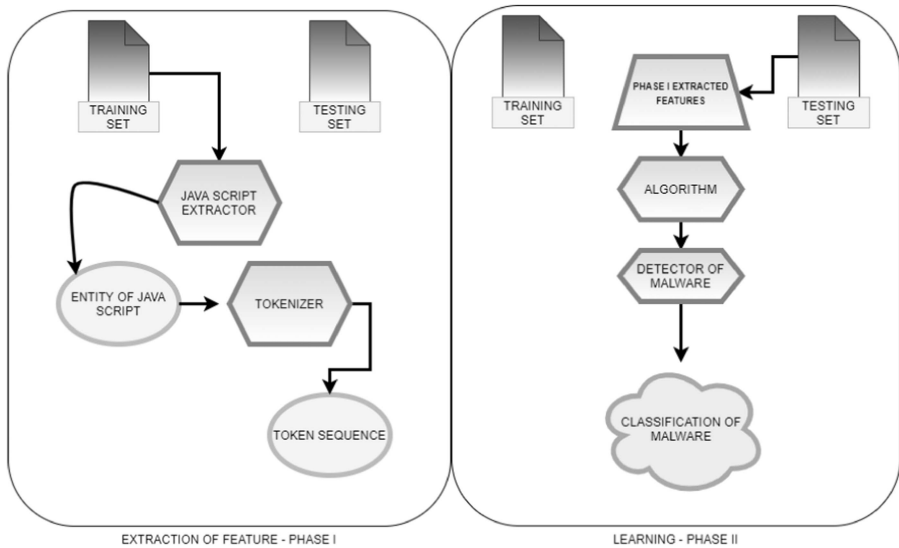 TRAINING
SET
TESTING
SET
JAVA SCRIPT
EXTRACTOR
ENTITY OF JAVA
SCRIPT
TOKENIZER
TOKEN SEQUENCE
EXTRACTION OF FEATURE - PHASE I
TRAINING
SET
PHASE I EXTRACTED
FEATURES
TESTING
SET
ALGORITHM
DETECTOR OF
MALWARE
CLASSIFICATION OF
MALWARE
LEARNING - PHASE II